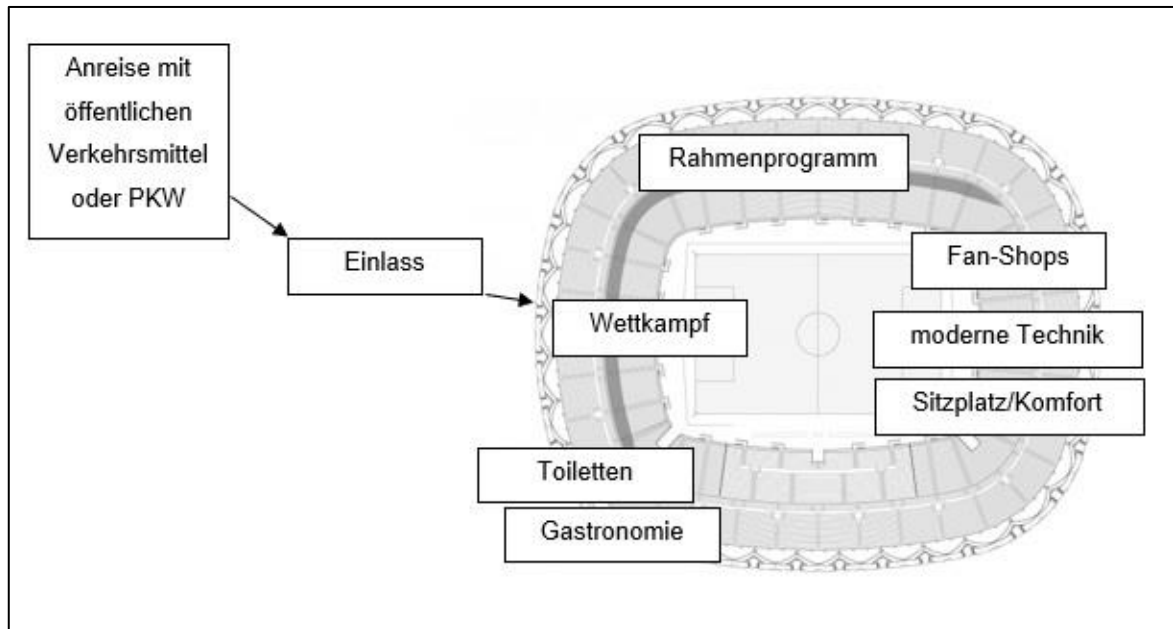 Anreise mit
öffentlichen
Verkehrsmittel
oder PKW
Einlass
Rahmenprogramm
Fan-Shops
Wettkampf
moderne Technik
Sitzplatz/Komfort
Toiletten
Gastronomie